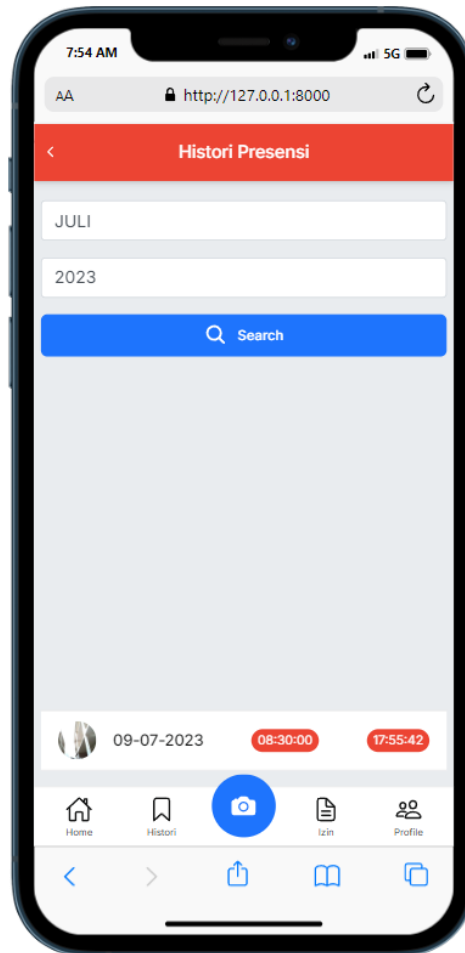 7:54 AM 5G
AA http://127.0.0.1:8000
Histori Presensi
JULI
2023
Search
09-07-2023 08:30:00 17:55:42
Home Histori Izin Profile